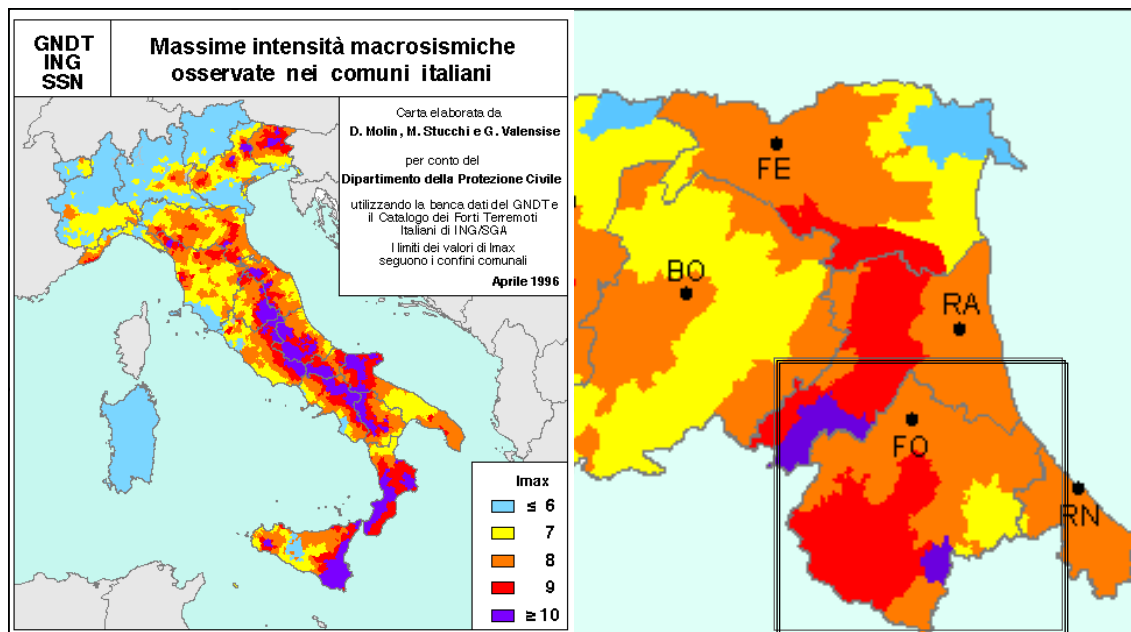 GNDT
ING
SSN
Massime intensità macrosismiche
osservate nei comuni italiani
Carta elaborata da
D. Molin, M. Stucchi e G. Valensise
per conto del
Dipartimento della Protezione Civile
utilizzando la banca dati del GNDT e
il Catalogo dei Forti Terremoti
Italiani di ING/SGA
I limiti dei valori di Imax
seguono i confini comunali
Aprile 1996
Imax
≤ 6
7
8
9
≥ 10
FE
BO
RA
FO
RN